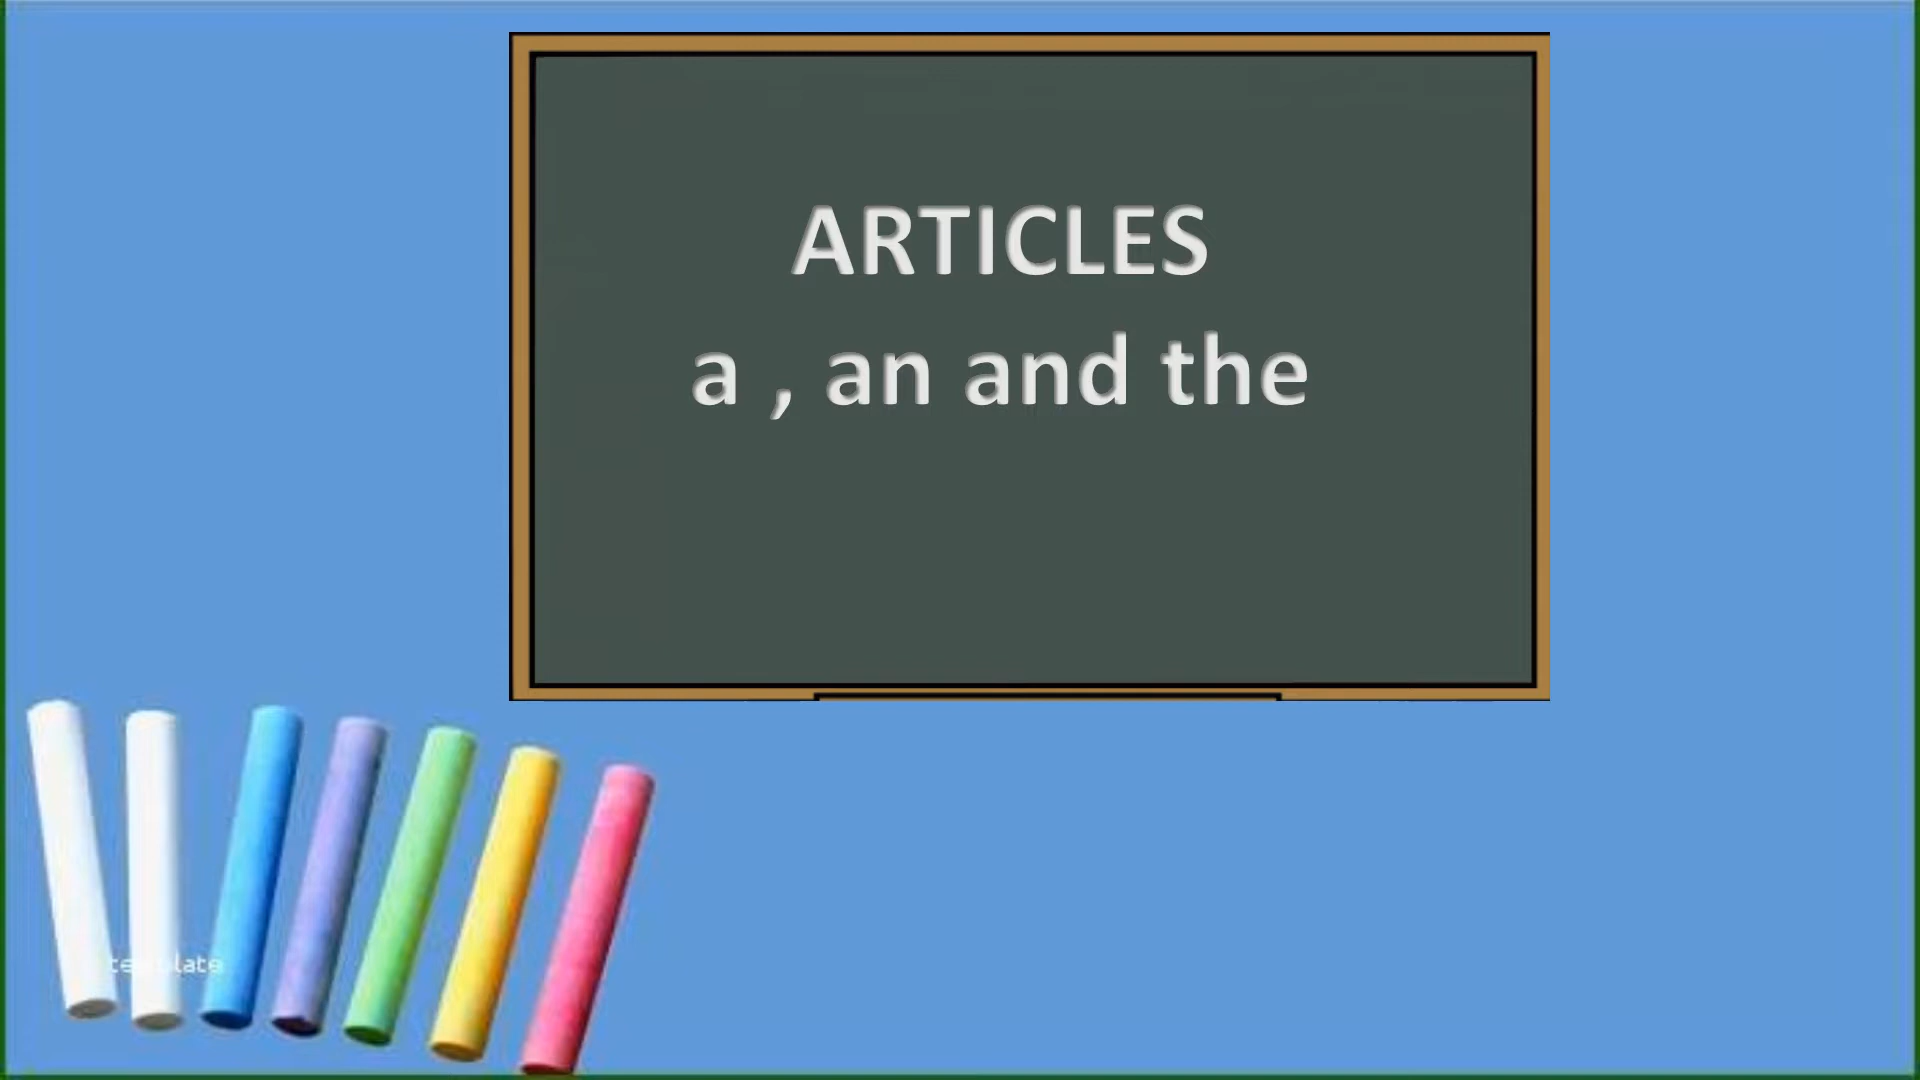 ARTICLES
a , an and the